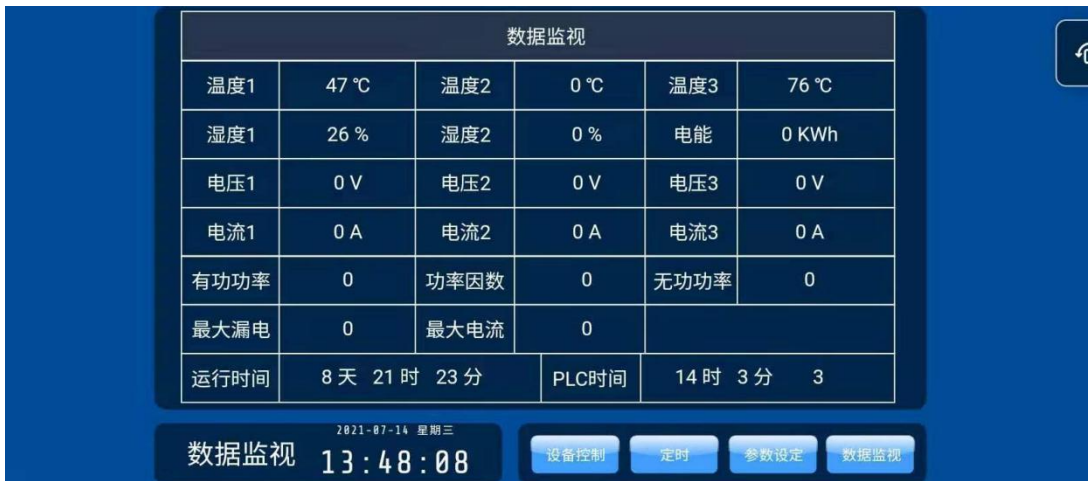 数据监视
温度1 47 ℃ 温度2 0 ℃ 温度3 76 ℃
湿度1 26 % 湿度2 0 % 电能 0 KWh
电压1 0 V 电压2 0 V 电压3 0 V
电流1 0 A 电流2 0 A 电流3 0 A
有功功率 0 功率因数 0 无功功率 0
最大漏电 0 最大电流 0
运行时间 8 天 21 时 23 分 PLC时间 14 时 3 分 3
2021-07-14 星期三
数据监视 13:48:08 设备控制 定时 参数设定 数据监视